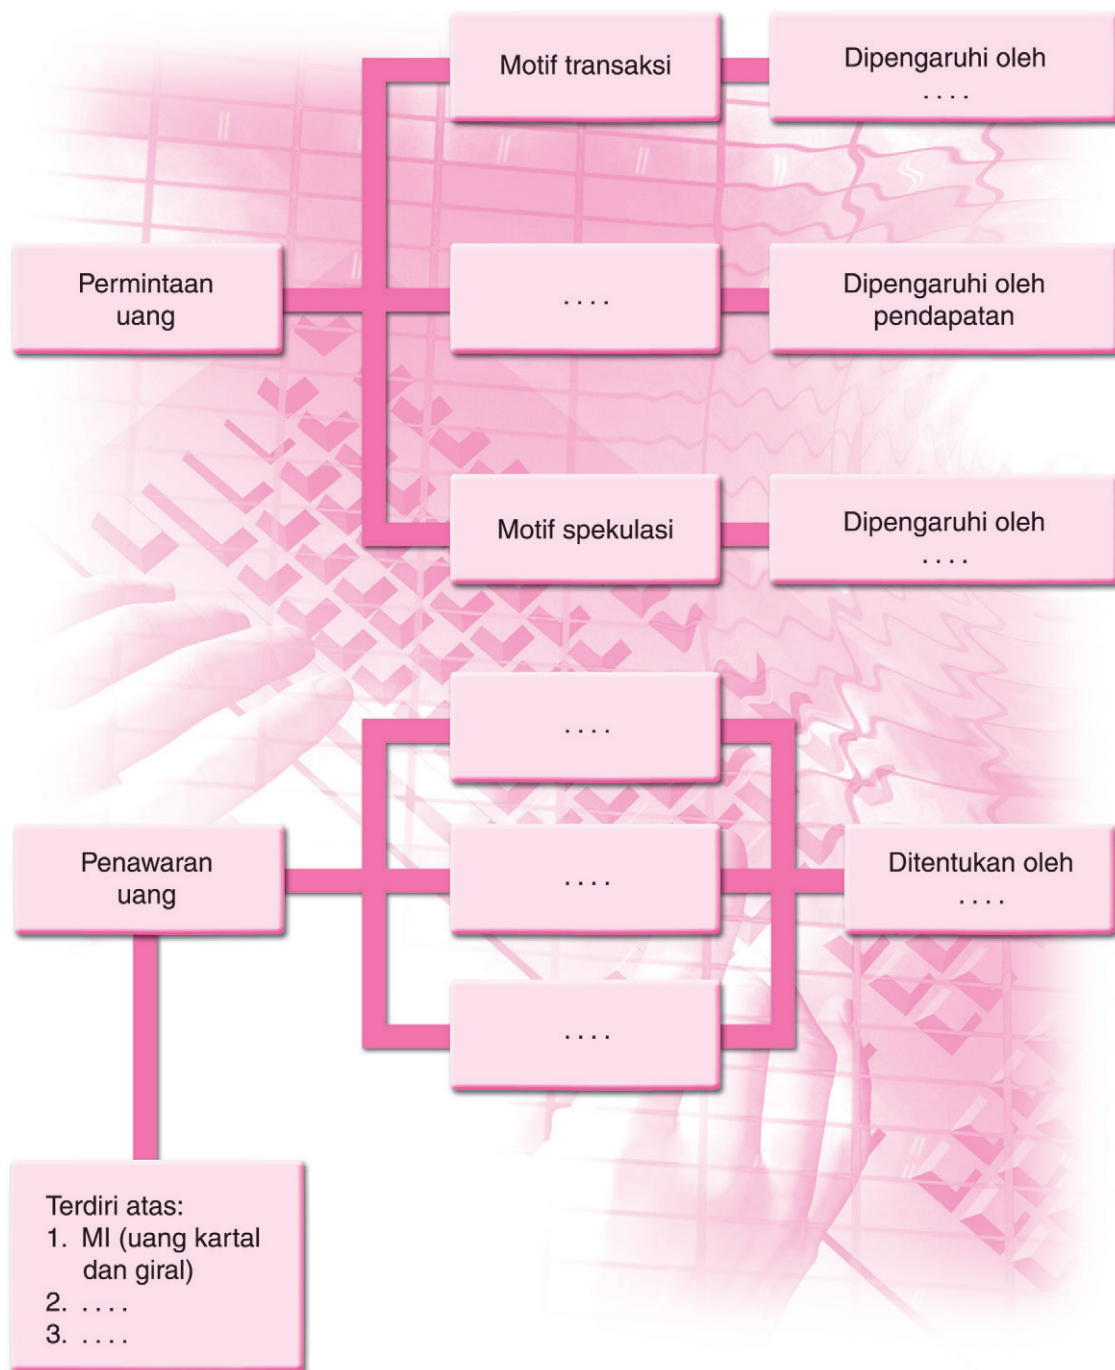 Motif transaksi
Dipengaruhi oleh
. . . .
Permintaan
uang
. . . .
Dipengaruhi oleh
pendapatan
Motif spekulasi
Dipengaruhi oleh
. . . .
. . . .
Penawaran
uang
. . . .
Ditentukan oleh
. . . .
. . . .
Terdiri atas:
1. MI (uang kartal
dan giral)
2. . . . .
3. . . . .